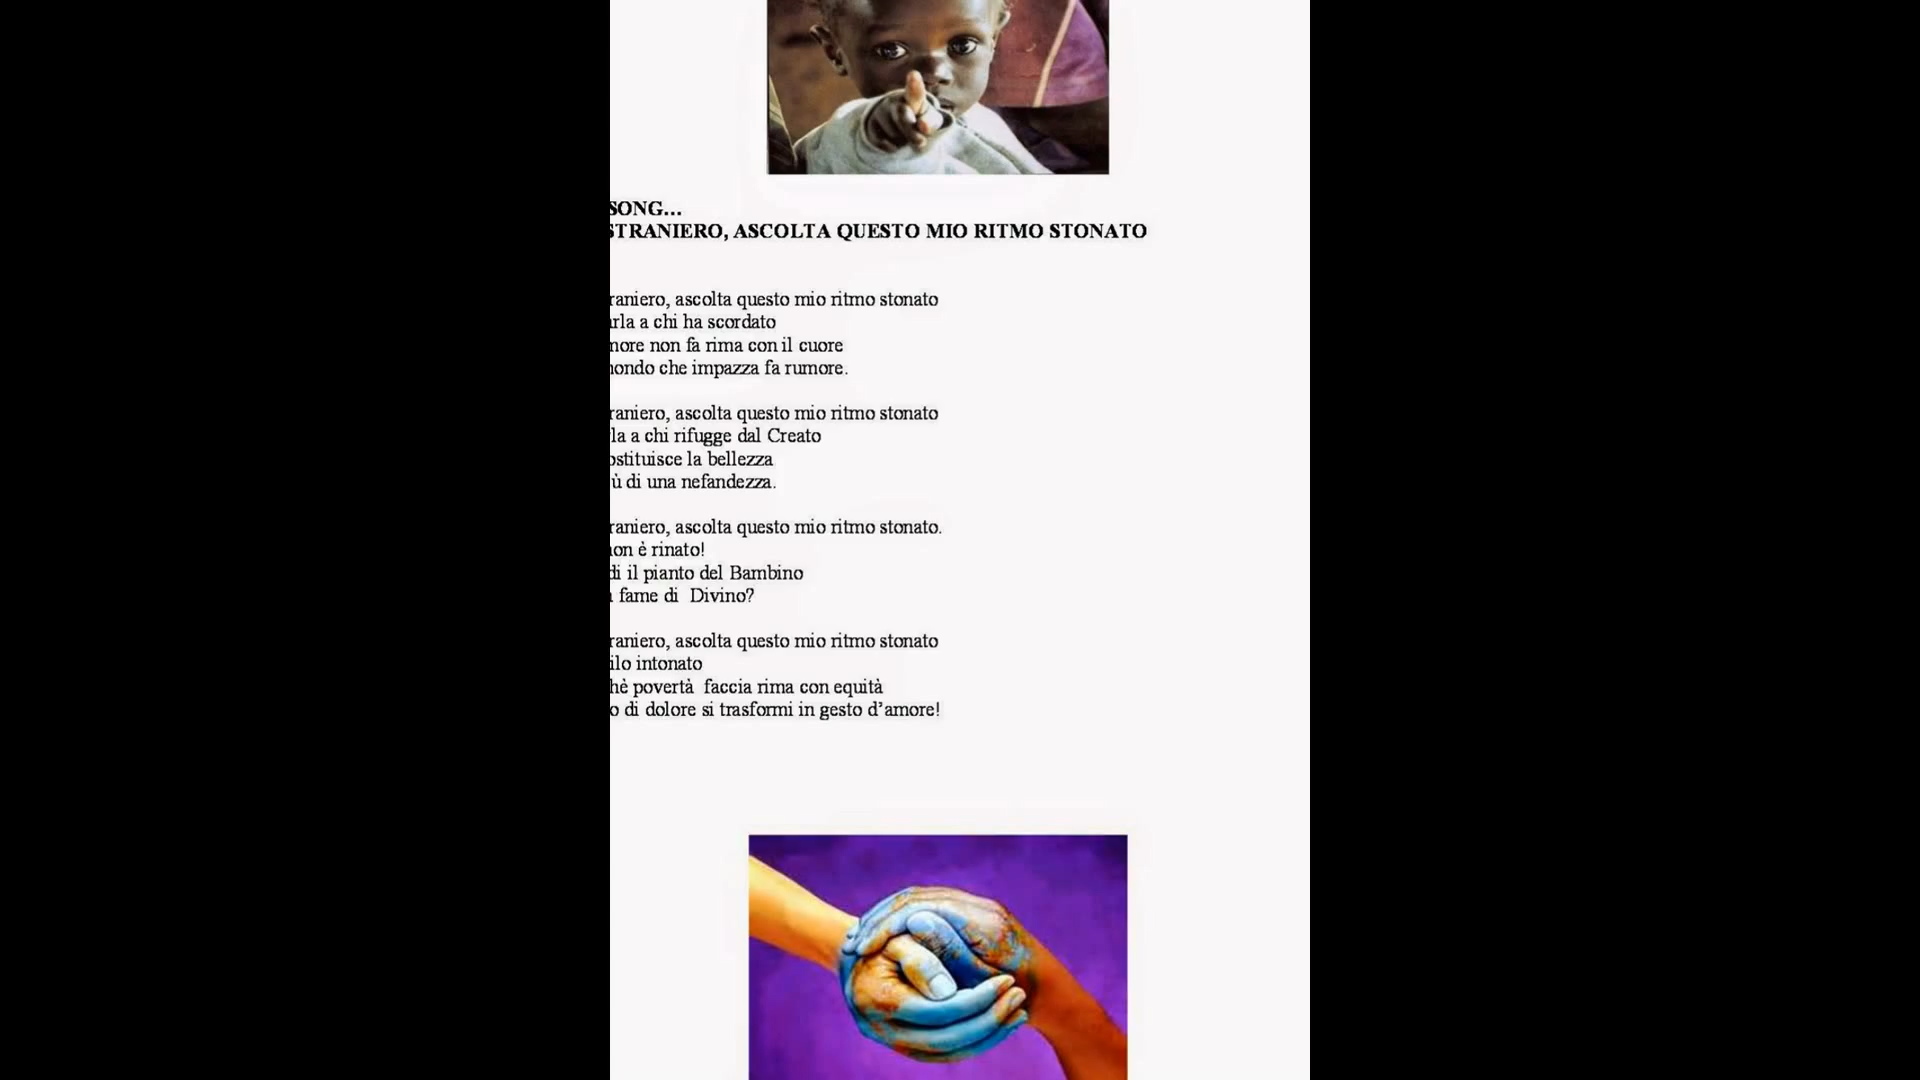 SONG...
STRANIERO, ASCOLTA QUESTO MIO RITMO STONATO
raniero, ascolta questo mio ritmo stonato
rla a chi ha scordato
more non fa rima con il cuore
ondo che impazza fa rumore.
raniero, ascolta questo mio ritmo stonato
la a chi rifugge dal Creato
ostituisce la bellezza
ù di una nefandezza.
raniero, ascolta questo mio ritmo stonato.
non è rinato!
di il pianto del Bambino
fame di Divino?
raniero, ascolta questo mio ritmo stonato
ilo intonato
hè povertà faccia rima con equità
o di dolore si trasformi in gesto d'amore!